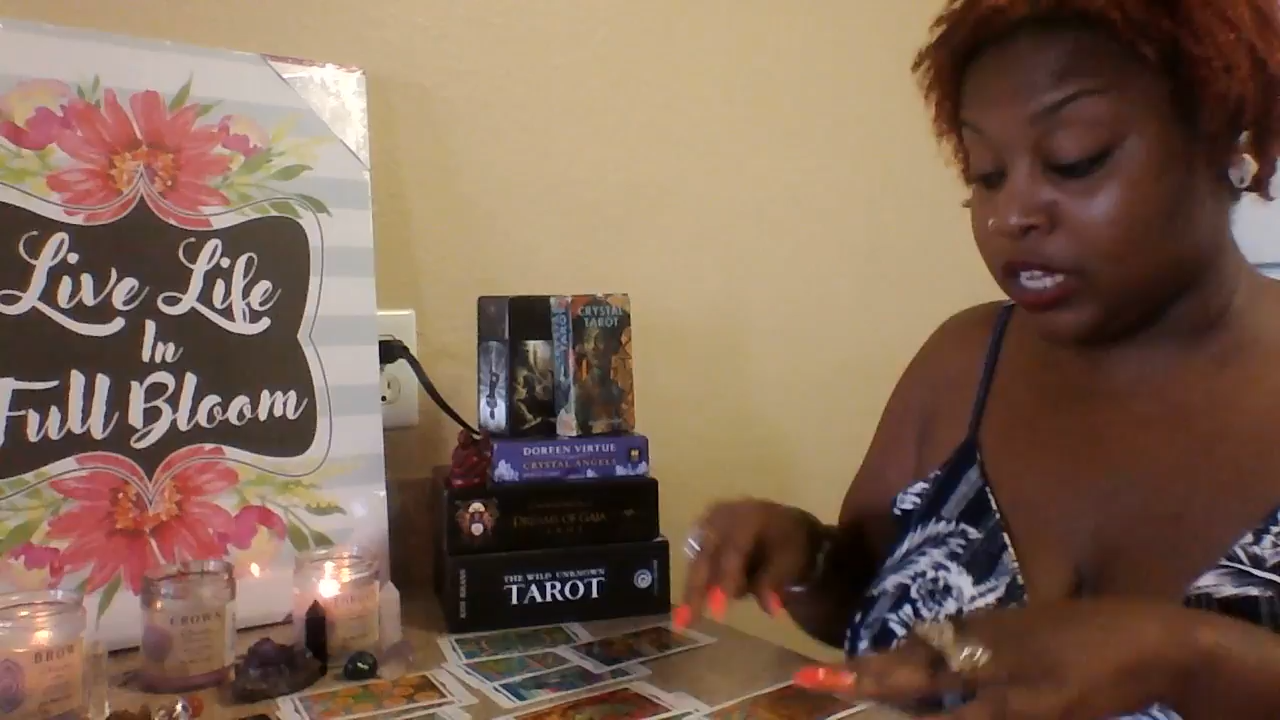 Live Life
In
Full Bloom
CRYSTAL
TAROT
TAROT
DOREEN VIRTUE
CRYSTAL ANGELS
DREAMS OF GAIA
THE WILD UNKNOWN
TAROT
BROW
CROWN